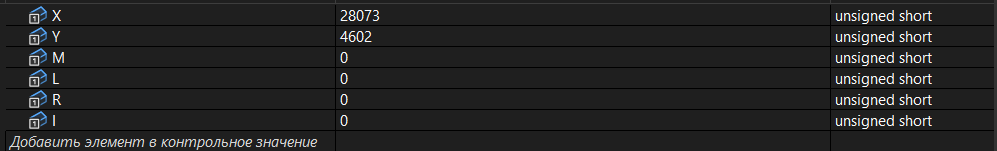 X 28073 unsigned short
Y 4602 unsigned short
M 0 unsigned short
L 0 unsigned short
R 0 unsigned short
I 0 unsigned short
Добавить элемент в контрольное значение